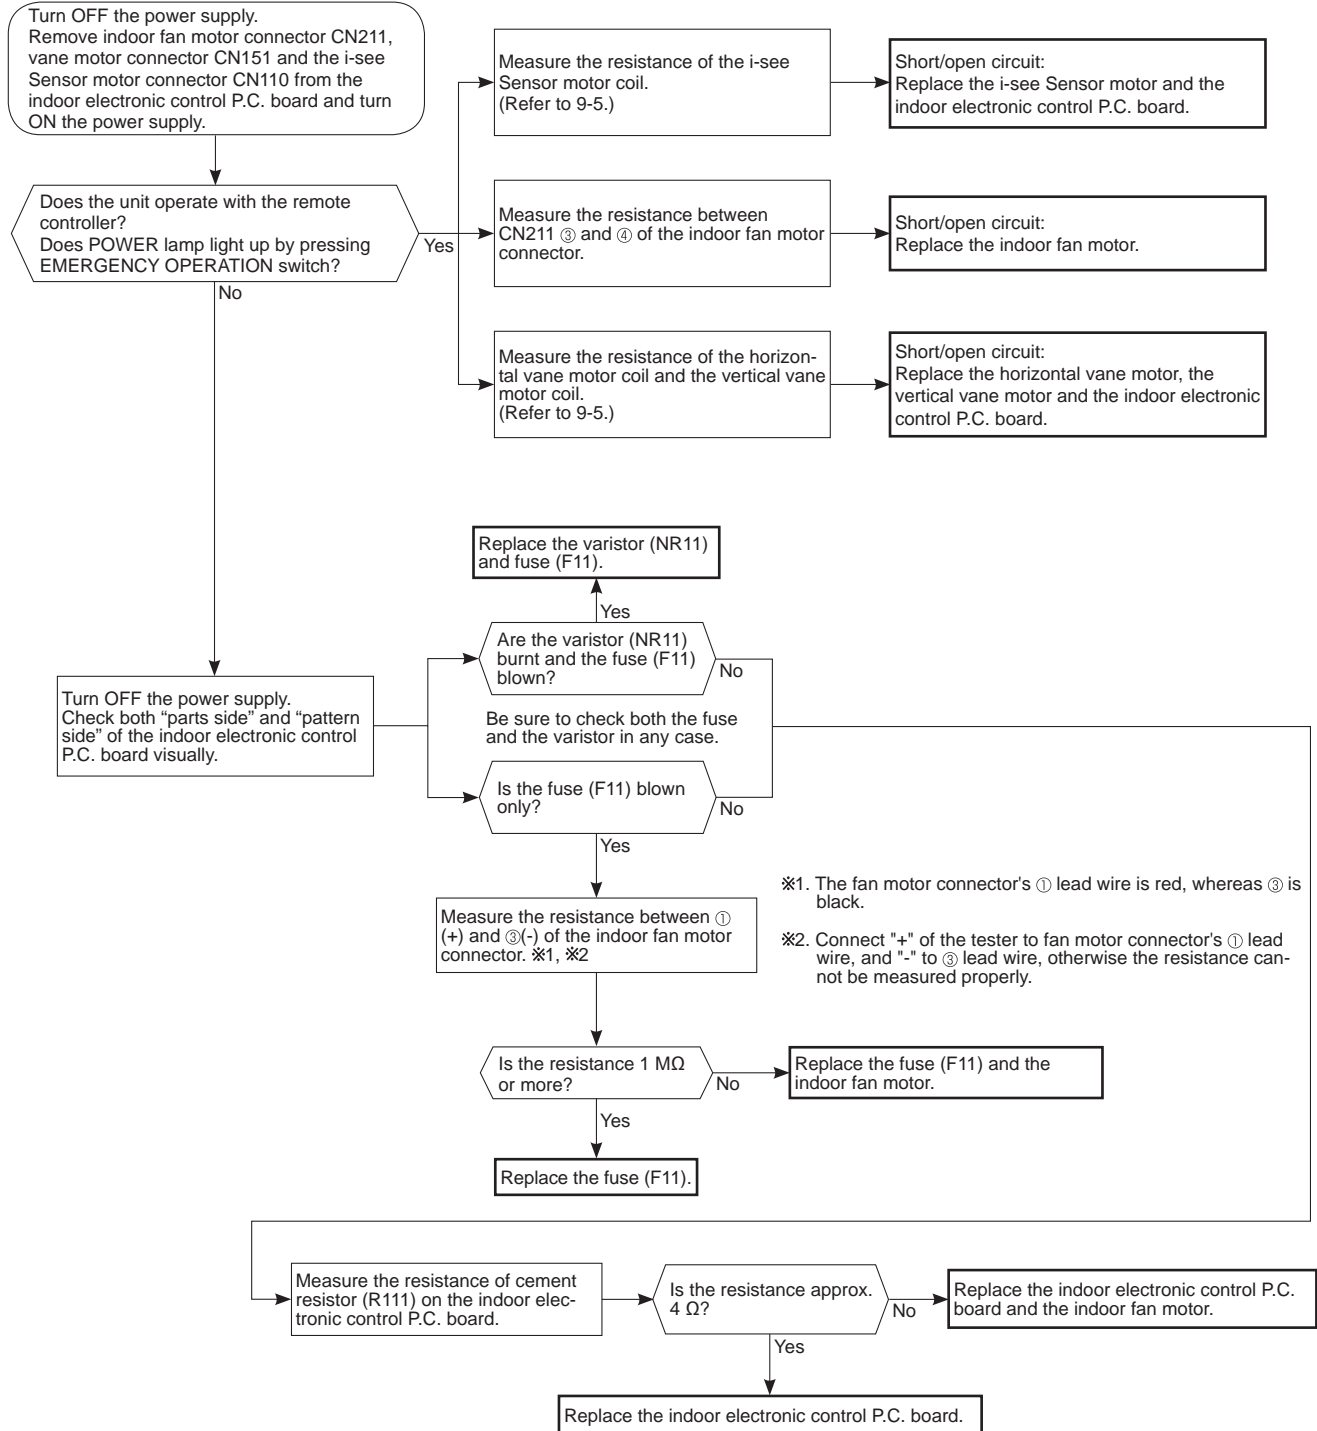 Turn OFF the power supply.
Remove indoor fan motor connector CN211,
vane motor connector CN151 and the i-see
Sensor motor connector CN110 from the
indoor electronic control P.C. board and turn
ON the power supply.
Measure the resistance of the i-see
Sensor motor coil.
(Refer to 9-5.)
Short/open circuit:
Replace the i-see Sensor motor and the
indoor electronic control P.C. board.
Does the unit operate with the remote
controller?
Does POWER lamp light up by pressing
EMERGENCY OPERATION switch?
Yes
Measure the resistance between
CN211 ③ and ④ of the indoor fan motor
connector.
Short/open circuit:
Replace the indoor fan motor.
No
Measure the resistance of the horizon-
tal vane motor coil and the vertical vane
motor coil.
(Refer to 9-5.)
Short/open circuit:
Replace the horizontal vane motor, the
vertical vane motor and the indoor electronic
control P.C. board.
Replace the varistor (NR11)
and fuse (F11).
Yes
Are the varistor (NR11)
burnt and the fuse (F11)
blown?
No
Turn OFF the power supply.
Check both “parts side” and “pattern
side” of the indoor electronic control
P.C. board visually.
Be sure to check both the fuse
and the varistor in any case.
Is the fuse (F11) blown
only?
No
Yes
Measure the resistance between ①
(+) and ③(-) of the indoor fan motor
connector. ※1, ※2
※1. The fan motor connector's ① lead wire is red, whereas ③ is
black.
※2. Connect "+" of the tester to fan motor connector's ① lead
wire, and "-" to ③ lead wire, otherwise the resistance can-
not be measured properly.
Is the resistance 1 MΩ
or more?
No
Replace the fuse (F11) and the
indoor fan motor.
Yes
Replace the fuse (F11).
Measure the resistance of cement
resistor (R111) on the indoor elec-
tronic control P.C. board.
Is the resistance approx.
4 Ω?
No
Replace the indoor electronic control P.C.
board and the indoor fan motor.
Yes
Replace the indoor electronic control P.C. board.